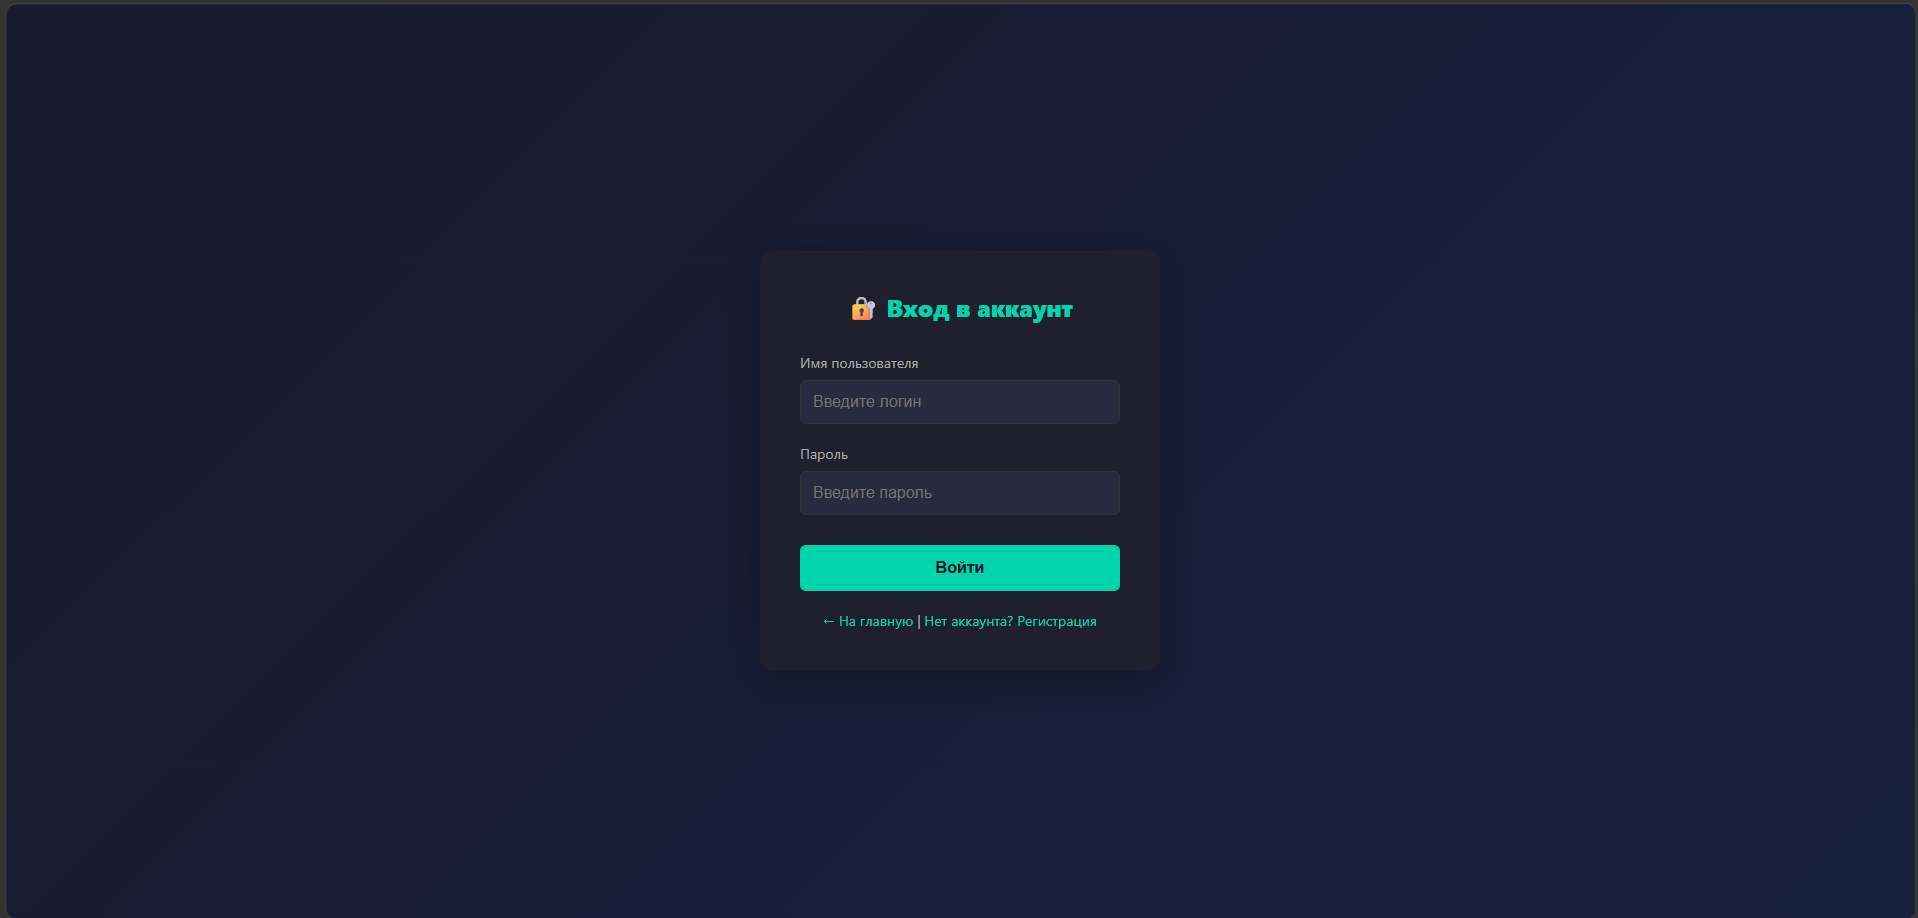 Вход в аккаунт
Имя пользователя
Введите логин
Пароль
Введите пароль
Войти
← На главную | Нет аккаунта? Регистрация